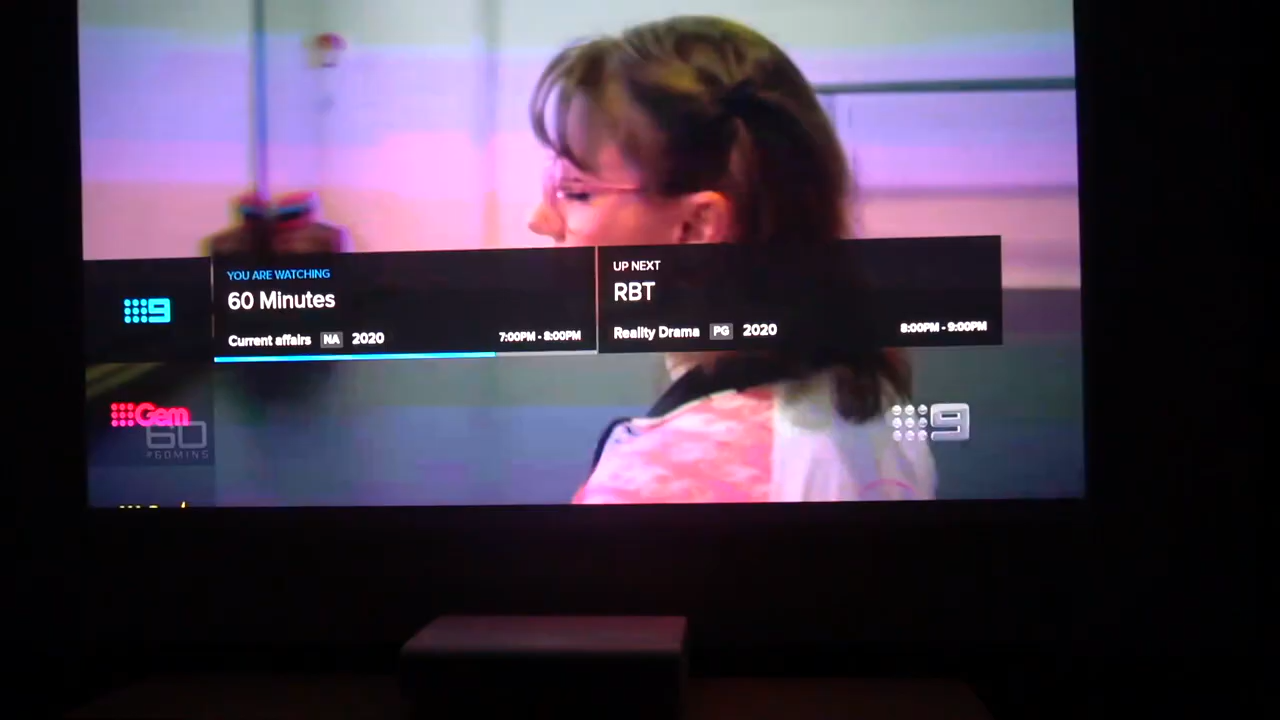 YOU ARE WATCHING
60 Minutes
Current affairs NA 2020 7:00PM - 8:00PM
UP NEXT
RBT
Reality Drama PG 2020 8:00PM - 9:00PM
9
Gem
60
#60MINS
9